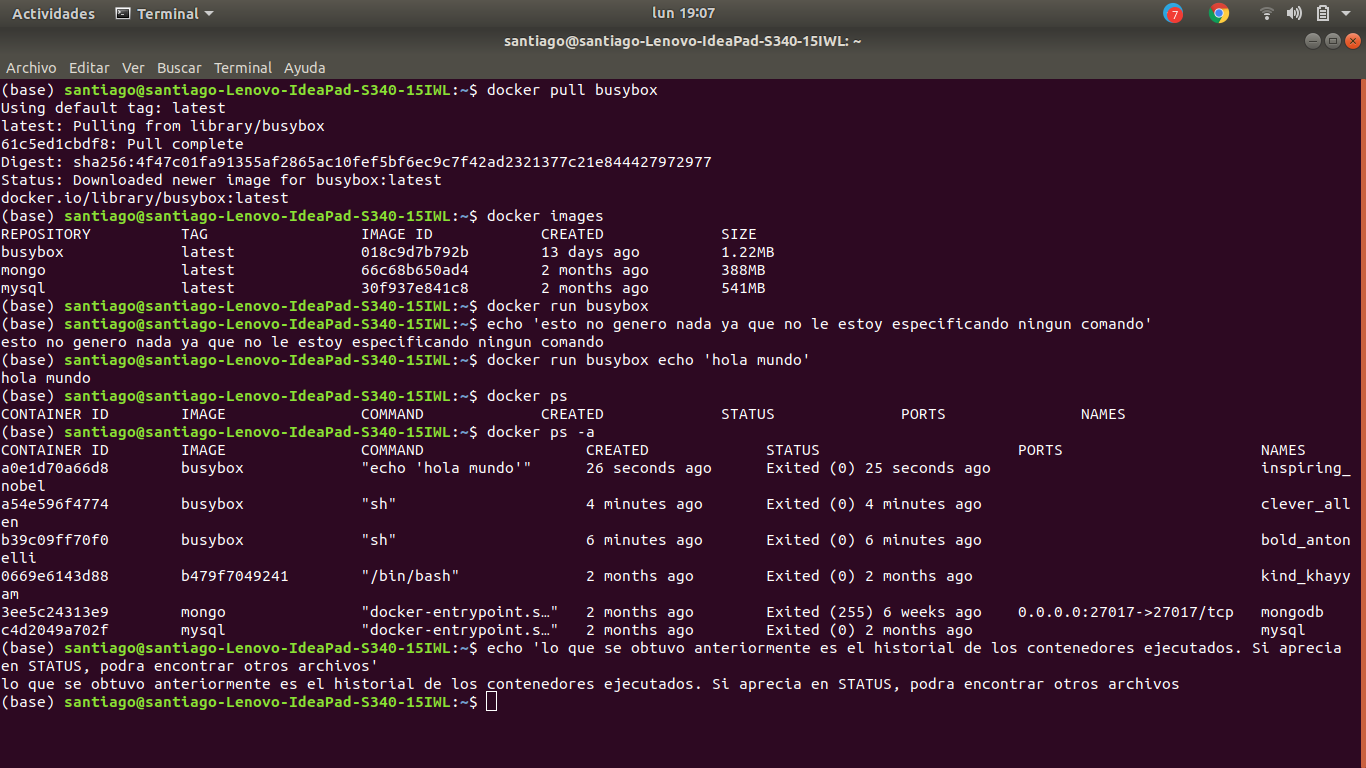 Actividades Terminal lun 19:07 7
santiago@santiago-Lenovo-IdeaPad-S340-15IWL: ~
Archivo Editar Ver Buscar Terminal Ayuda
(base) santiago@santiago-Lenovo-IdeaPad-S340-15IWL:~$ docker pull busybox
Using default tag: latest
latest: Pulling from library/busybox
61c5ed1cbdf8: Pull complete
Digest: sha256:4f47c01fa91355af2865ac10fef5bf6ec9c7f42ad2321377c21e844427972977
Status: Downloaded newer image for busybox:latest
docker.io/library/busybox:latest
(base) santiago@santiago-Lenovo-IdeaPad-S340-15IWL:~$ docker images
REPOSITORY TAG IMAGE ID CREATED SIZE
busybox latest 018c9d7b792b 13 days ago 1.22MB
mongo latest 66c68b650ad4 2 months ago 388MB
mysql latest 30f937e841c8 2 months ago 541MB
(base) santiago@santiago-Lenovo-IdeaPad-S340-15IWL:~$ docker run busybox
(base) santiago@santiago-Lenovo-IdeaPad-S340-15IWL:~$ echo 'esto no genero nada ya que no le estoy especificando ningun comando'
esto no genero nada ya que no le estoy especificando ningun comando
(base) santiago@santiago-Lenovo-IdeaPad-S340-15IWL:~$ docker run busybox echo 'hola mundo'
hola mundo
(base) santiago@santiago-Lenovo-IdeaPad-S340-15IWL:~$ docker ps
CONTAINER ID IMAGE COMMAND CREATED STATUS PORTS NAMES
(base) santiago@santiago-Lenovo-IdeaPad-S340-15IWL:~$ docker ps -a
CONTAINER ID IMAGE COMMAND CREATED STATUS PORTS NAMES
a0e1d70a66d8 busybox "echo 'hola mundo'" 26 seconds ago Exited (0) 25 seconds ago inspiring_
nobel
a54e596f4774 busybox "sh" 4 minutes ago Exited (0) 4 minutes ago clever_all
en
b39c09ff70f0 busybox "sh" 6 minutes ago Exited (0) 6 minutes ago bold_anton
elli
0669e6143d88 b479f7049241 "/bin/bash" 2 months ago Exited (0) 2 months ago kind_khayy
am
3ee5c24313e9 mongo "docker-entrypoint.s…" 2 months ago Exited (255) 6 weeks ago 0.0.0.0:27017->27017/tcp mongodb
c4d2049a702f mysql "docker-entrypoint.s…" 2 months ago Exited (0) 2 months ago mysql
(base) santiago@santiago-Lenovo-IdeaPad-S340-15IWL:~$ echo 'lo que se obtuvo anteriormente es el historial de los contenedores ejecutados. Si aprecia
en STATUS, podra encontrar otros archivos'
lo que se obtuvo anteriormente es el historial de los contenedores ejecutados. Si aprecia en STATUS, podra encontrar otros archivos
(base) santiago@santiago-Lenovo-IdeaPad-S340-15IWL:~$